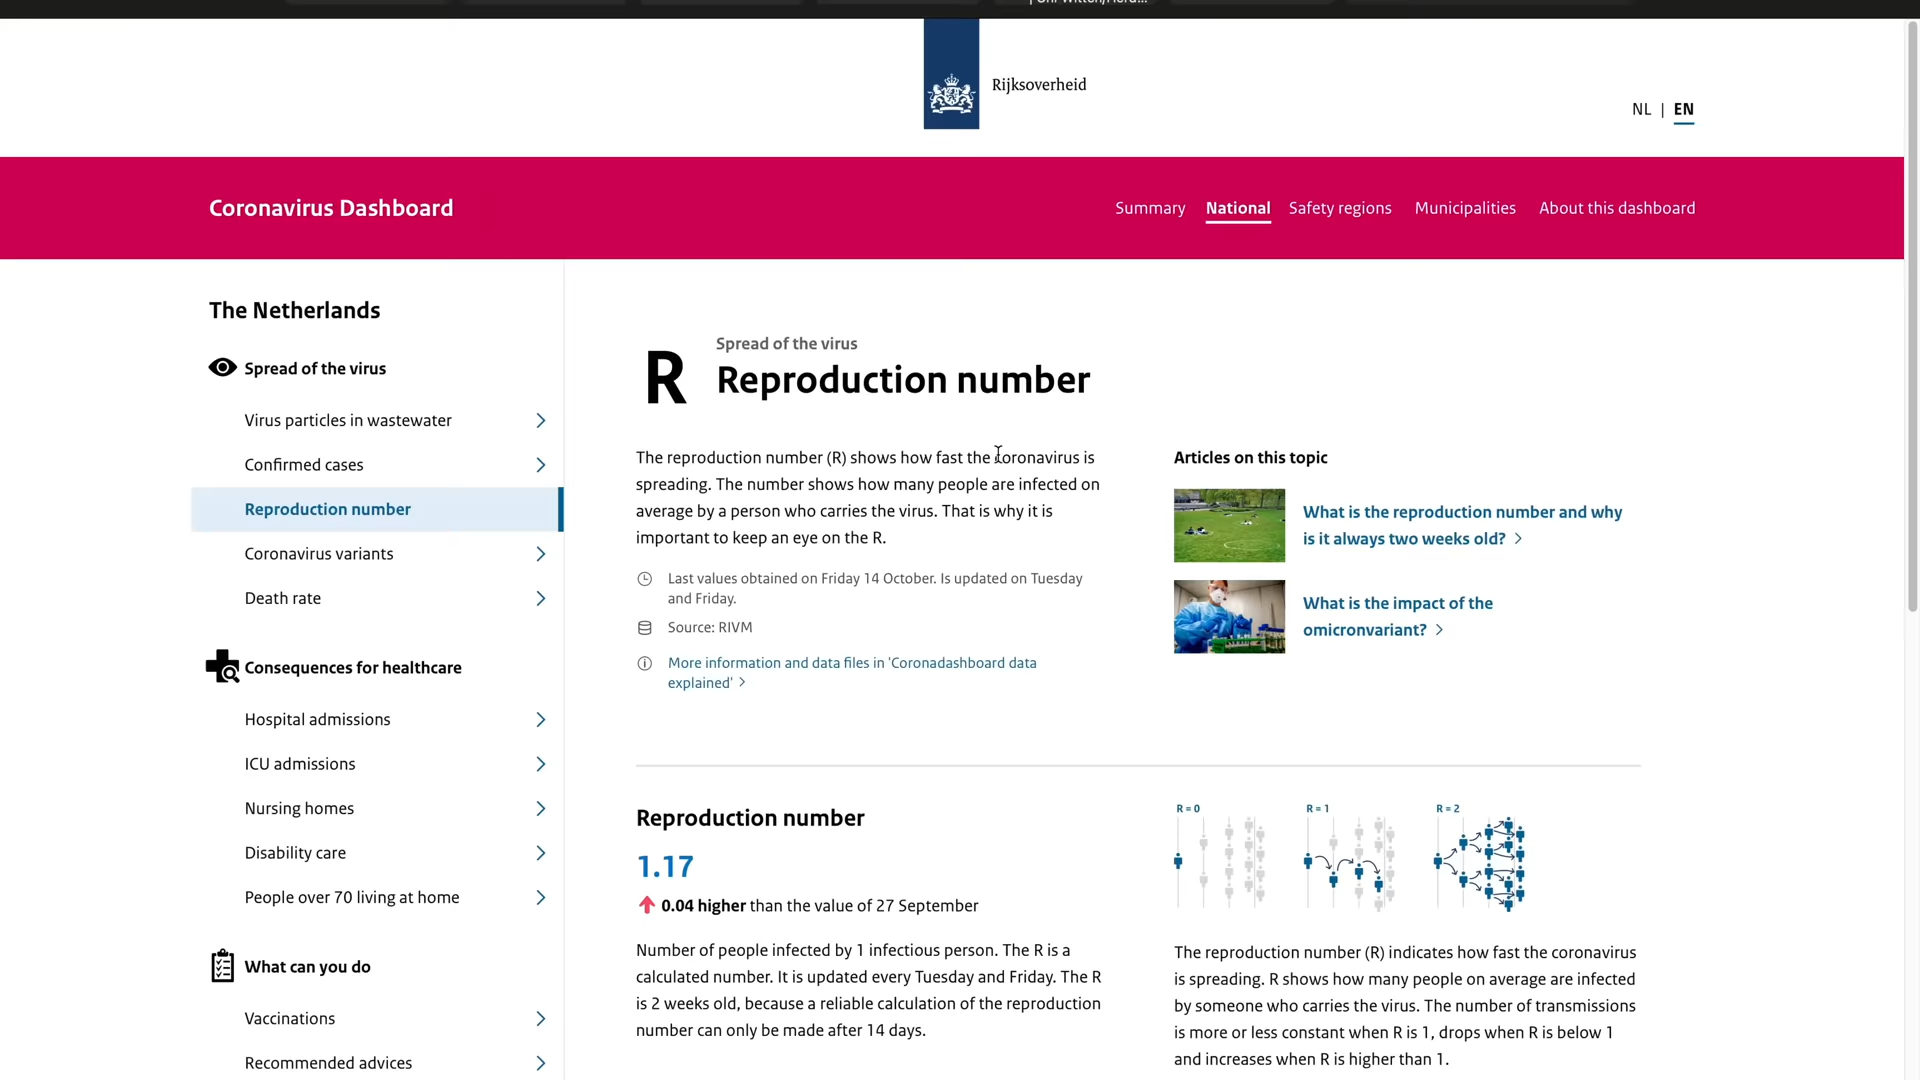 Rijksoverheid
NL | EN
Coronavirus Dashboard
Summary National Safety regions Municipalities About this dashboard
The Netherlands
Spread of the virus
Virus particles in wastewater
Confirmed cases
Reproduction number
Coronavirus variants
Death rate
Consequences for healthcare
Hospital admissions
ICU admissions
Nursing homes
Disability care
People over 70 living at home
What can you do
Vaccinations
Recommended advices
R
Spread of the virus
Reproduction number
The reproduction number (R) shows how fast the coronavirus is
spreading. The number shows how many people are infected on
average by a person who carries the virus. That is why it is
important to keep an eye on the R.
Last values obtained on Friday 14 October. Is updated on Tuesday
and Friday.
Source: RIVM
More information and data files in 'Coronadashboard data
explained'
Articles on this topic
What is the reproduction number and why
is it always two weeks old?
What is the impact of the
omicronvariant?
Reproduction number
1.17
0.04 higher than the value of 27 September
Number of people infected by 1 infectious person. The R is a
calculated number. It is updated every Tuesday and Friday. The R
is 2 weeks old, because a reliable calculation of the reproduction
number can only be made after 14 days.
R = 0 R = 1 R = 2
The reproduction number (R) indicates how fast the coronavirus
is spreading. R shows how many people on average are infected
by someone who carries the virus. The number of transmissions
is more or less constant when R is 1, drops when R is below 1
and increases when R is higher than 1.